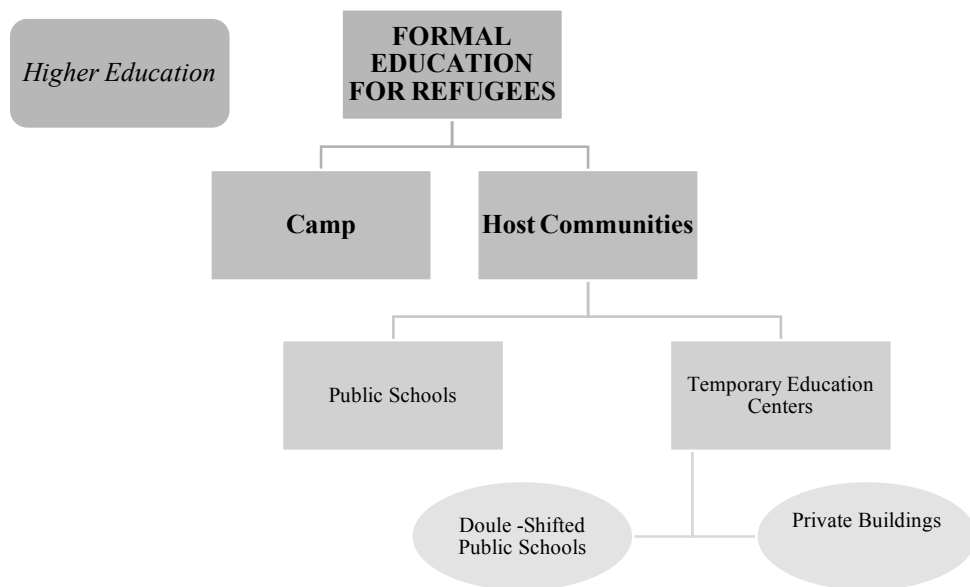 Higher Education
FORMAL
EDUCATION
FOR REFUGEES
Camp
Host Communities
Public Schools
Temporary Education
Centers
Doule -Shifted
Public Schools
Private Buildings